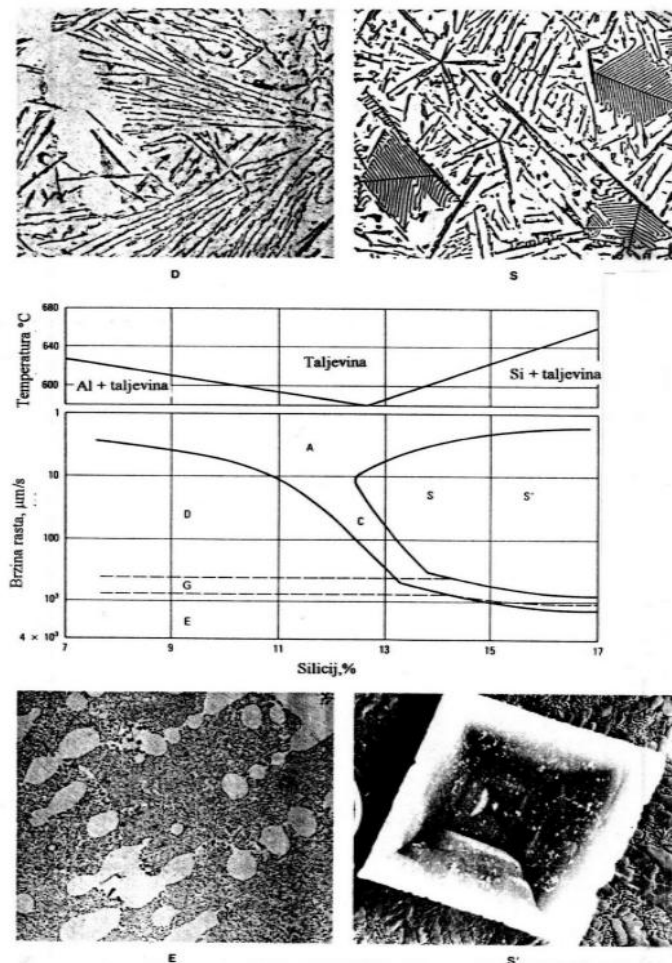 D
S
Temperatura °C
680
640
600
Taljevina
Al + taljevina
Si + taljevina
Brzina rasta, μm/s
1
10
100
10³
4 × 10³
A
D
C
S
S'
G
E
7
9
11
13
15
17
Silicij,%
E
S'